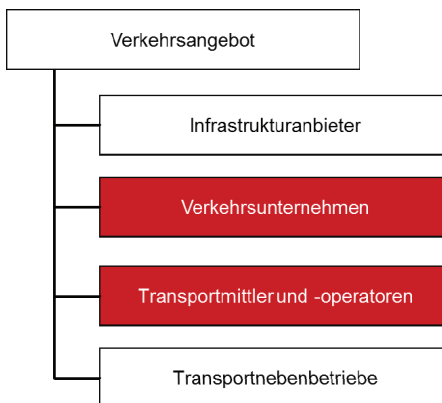 Verkehrsangebot
Infrastrukturanbieter
Verkehrsunternehmen
Transportmittler und -operatoren
Transportnebenbetriebe